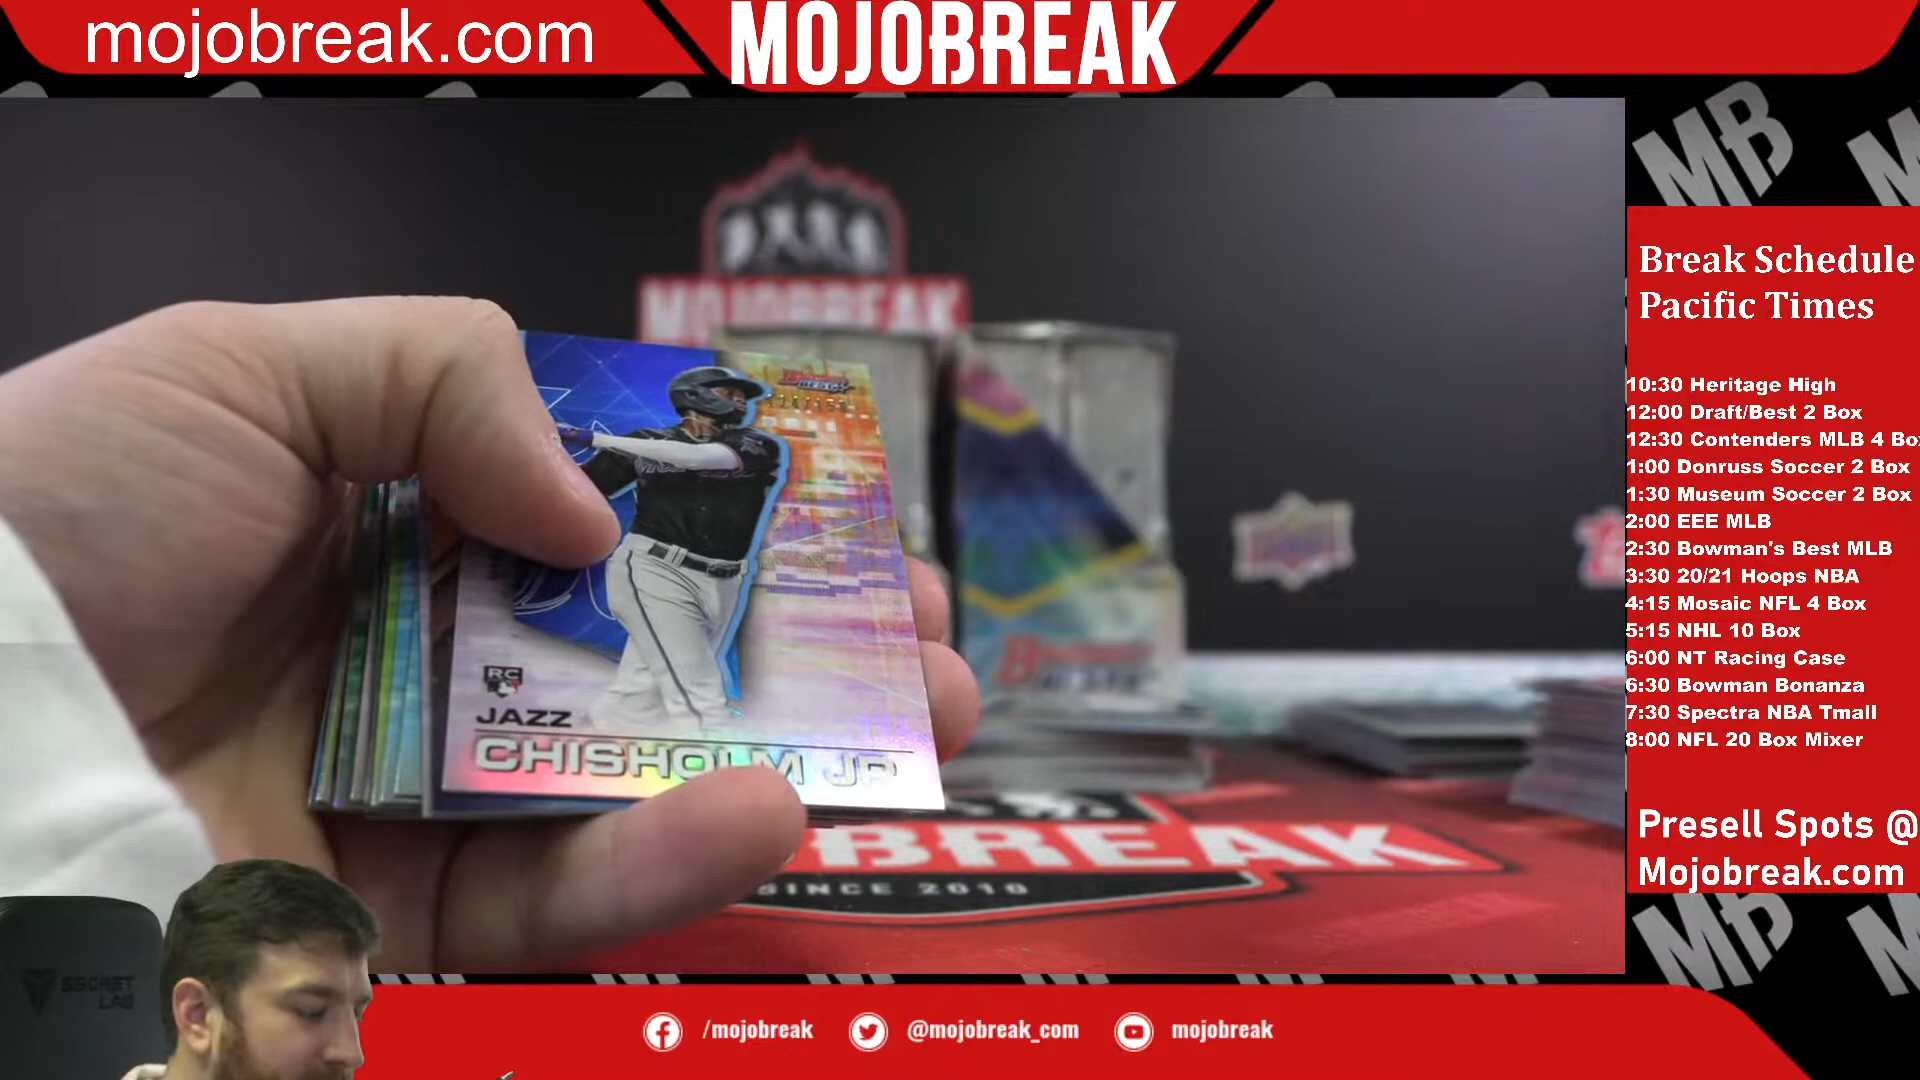 mojobreak.com
MOJOBREAK
MB
MOJOBREAK
Break Schedule
Pacific Times
10:30 Heritage High
12:00 Draft/Best 2 Box
12:30 Contenders MLB 4 Box
1:00 Donruss Soccer 2 Box
1:30 Museum Soccer 2 Box
2:00 EEE MLB
2:30 Bowman's Best MLB
3:30 20/21 Hoops NBA
4:15 Mosaic NFL 4 Box
5:15 NHL 10 Box
6:00 NT Racing Case
6:30 Bowman Bonanza
7:30 Spectra NBA Tmall
8:00 NFL 20 Box Mixer
Presell Spots @
Mojobreak.com
RC
JAZZ
CHISHOLM JR
BREAK
SINCE 2010
MB
SECRET
LAB
/mojobreak
@mojobreak_com
mojobreak